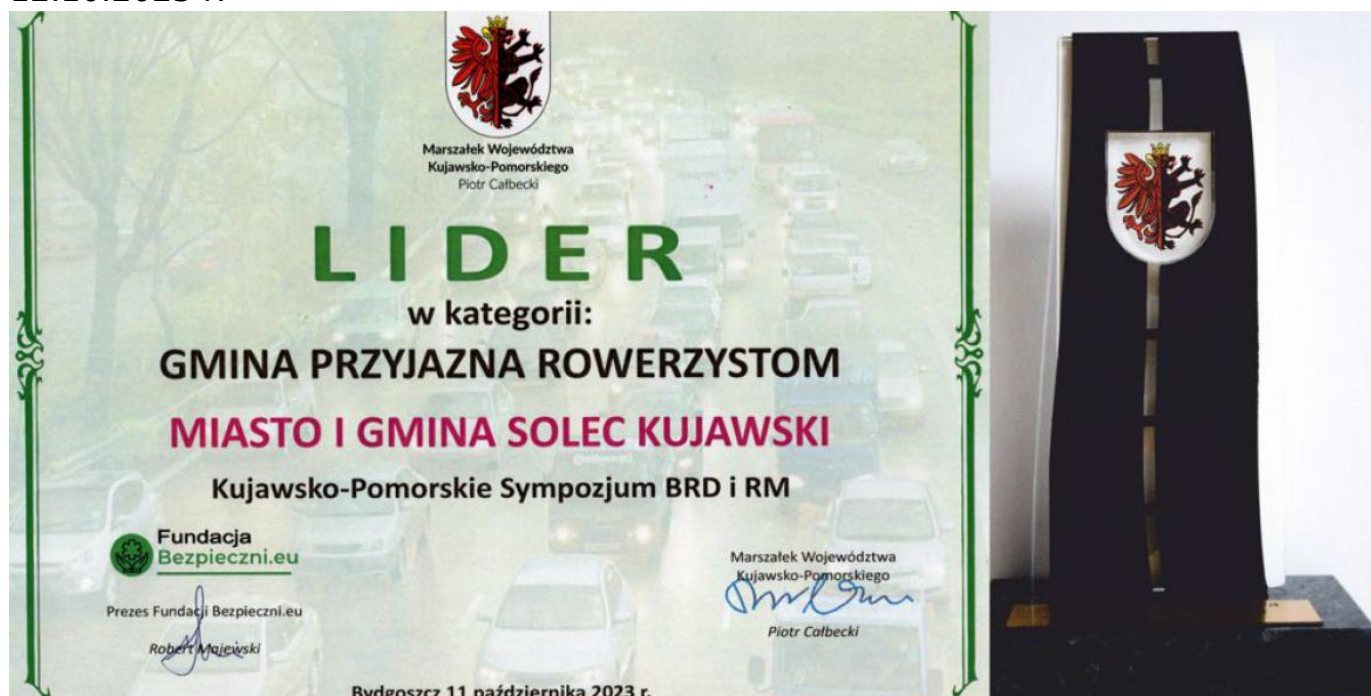 Marszałek Województwa
Kujawsko-Pomorskiego
Piotr Całbecki
LIDER
w kategorii:
GMINA PRZYJAZNA ROWERZYSTOM
MIASTO I GMINA SOLEC KUJAWSKI
Kujawsko-Pomorskie Sympozjum BRD i RM
Fundacja
Bezpieczni.eu
Prezes Fundacji Bezpieczni.eu
Robert Majewski
Marszałek Województwa
Kujawsko-Pomorskiego
Piotr Całbecki
Bydgoszcz 11 października 2023 r.